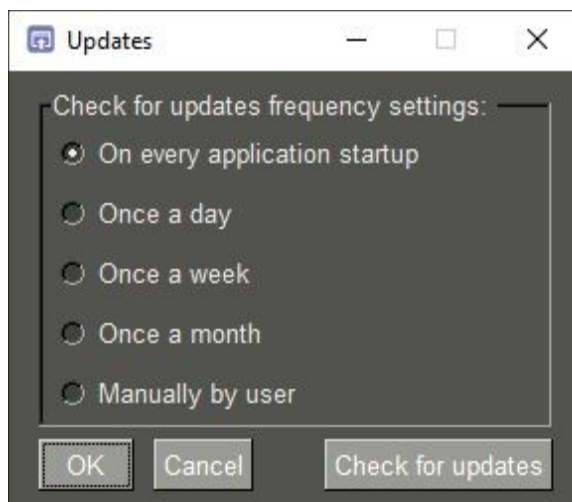 Updates
Check for updates frequency settings:
On every application startup
Once a day
Once a week
Once a month
Manually by user
OK Cancel Check for updates